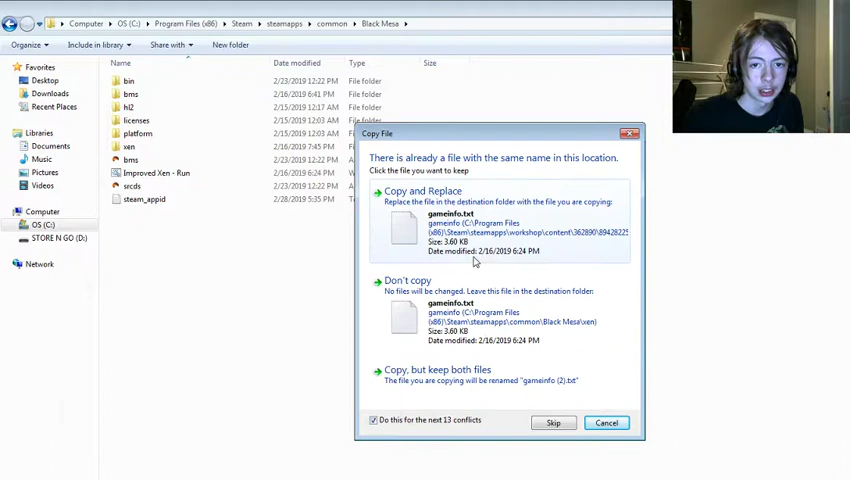 Computer ▸ OS (C:) ▸ Program Files (x86) ▸ Steam ▸ steamapps ▸ common ▸ Black Mesa ▸
Organize ▾ Include in library ▾ Share with ▾ New folder
Name Date modified Type Size
Favorites
Desktop
Downloads
Recent Places
Libraries
Documents
Music
Pictures
Videos
Computer
OS (C:)
STORE N GO (D:)
Network
bin 2/23/2019 12:22 PM File folder
bms 2/16/2019 6:41 PM File folder
hl2 2/15/2019 12:17 AM File folder
licenses 2/15/2019 12:03 AM File folder
platform 2/15/2019 12:03 AM
xen 2/16/2019 7:45 PM
bms 2/23/2019 12:22 PM
Improved Xen - Run 2/16/2019 6:24 PM
srcds 2/23/2019 12:22 PM
steam_appid 2/28/2019 5:35 PM
Copy File
There is already a file with the same name in this location.
Click the file you want to keep
Copy and Replace
Replace the file in the destination folder with the file you are copying:
gameinfo.txt
gameinfo (C:\Program Files
(x86)\Steam\steamapps\workshop\content\362890\89428225
Size: 3.60 KB
Date modified: 2/16/2019 6:24 PM
Don't copy
No files will be changed. Leave this file in the destination folder:
gameinfo.txt
gameinfo (C:\Program Files
(x86)\Steam\steamapps\common\Black Mesa\xen)
Size: 3.60 KB
Date modified: 2/16/2019 6:24 PM
Copy, but keep both files
The file you are copying will be renamed "gameinfo (2).txt"
Do this for the next 13 conflicts
Skip Cancel